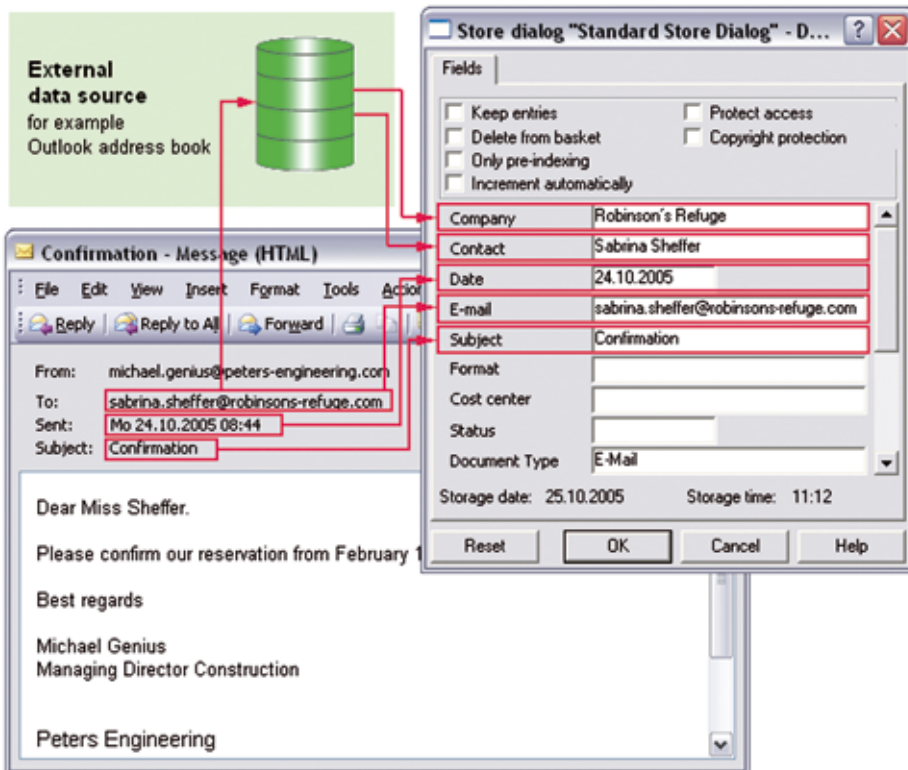 External
data source
for example
Outlook address book
Store dialog "Standard Store Dialog" - D...
Fields
Keep entries
Protect access
Delete from basket
Copyright protection
Only pre-indexing
Increment automatically
Company Robinson's Refuge
Contact Sabrina Sheffer
Date 24.10.2005
E-mail sabrina.sheffer@robinsons-refuge.com
Subject Confirmation
Format
Cost center
Status
Document Type E-Mail
Storage date: 25.10.2005 Storage time: 11:12
Reset OK Cancel Help
Confirmation - Message (HTML)
File Edit View Insert Format Tools Action
Reply Reply to All Forward
From: michael.genius@peters-engineering.com
To: sabrina.sheffer@robinsons-refuge.com
Sent: Mo 24.10.2005 08:44
Subject: Confirmation
Dear Miss Sheffer.
Please confirm our reservation from February 1
Best regards
Michael Genius
Managing Director Construction
Peters Engineering